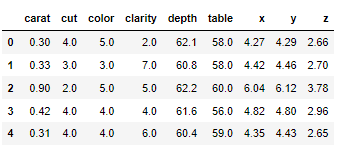 carat cut color clarity depth table x y z
0 0.30 4.0 5.0 2.0 62.1 58.0 4.27 4.29 2.66
1 0.33 3.0 3.0 7.0 60.8 58.0 4.42 4.46 2.70
2 0.90 2.0 5.0 5.0 62.2 60.0 6.04 6.12 3.78
3 0.42 4.0 4.0 4.0 61.6 56.0 4.82 4.80 2.96
4 0.31 4.0 4.0 6.0 60.4 59.0 4.35 4.43 2.65